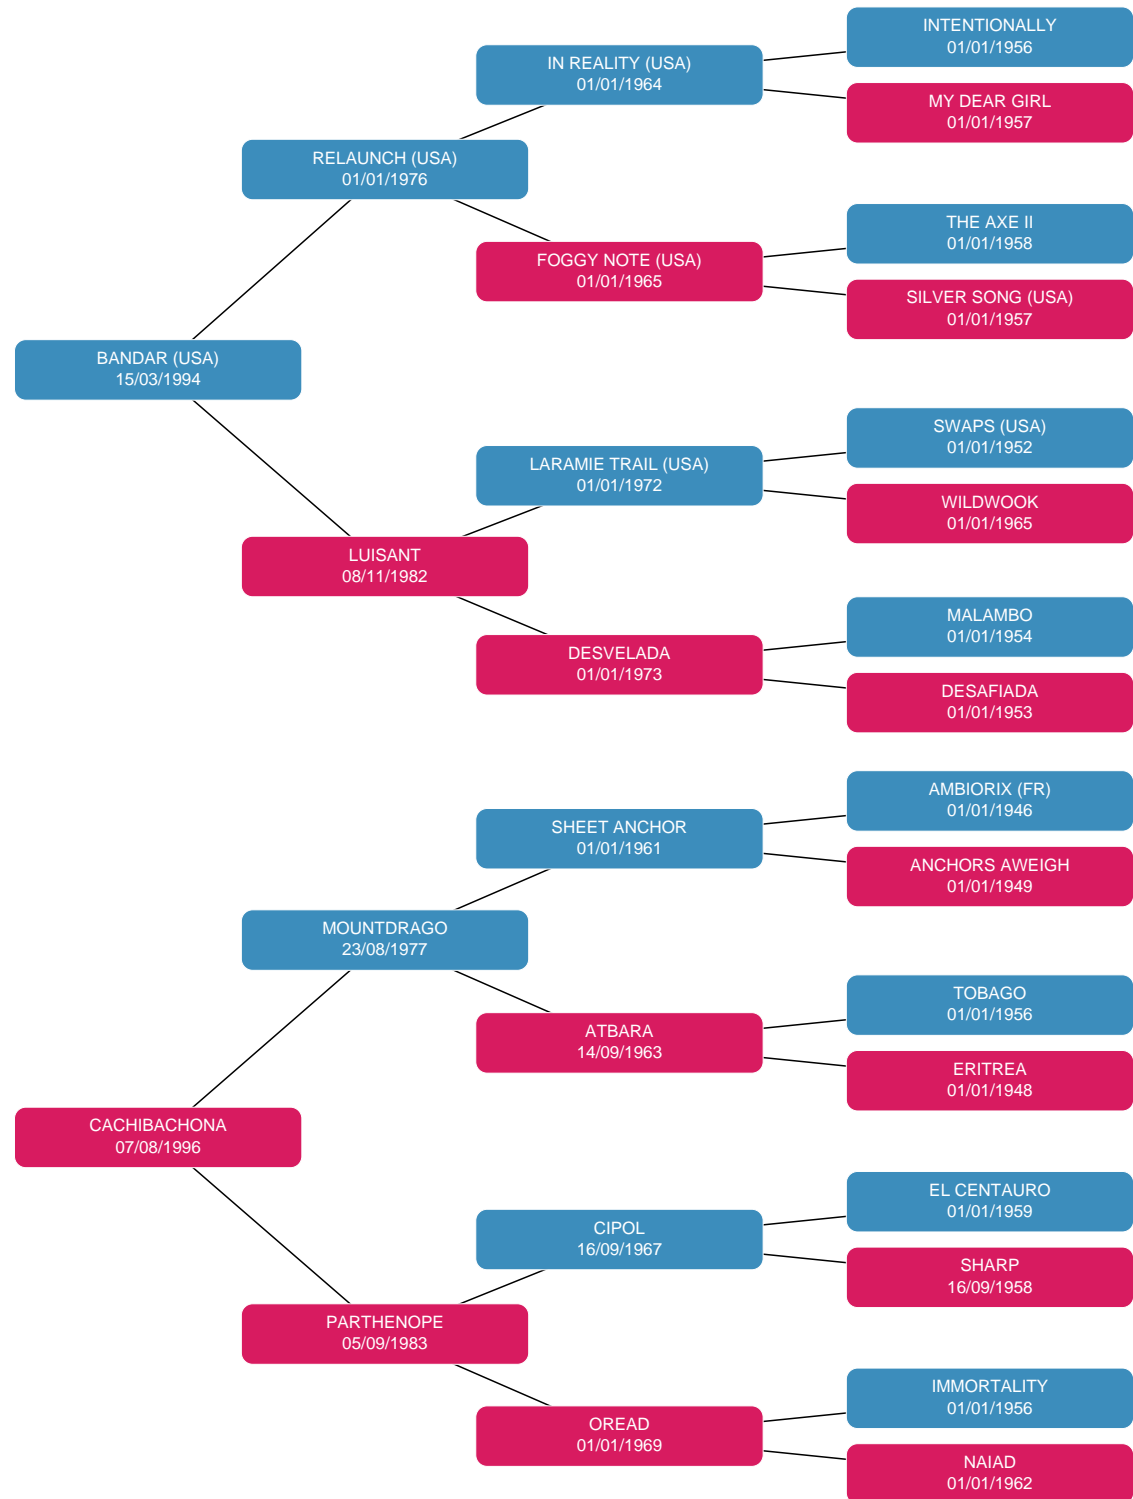 INTENTIONALLY
01/01/1956
IN REALITY (USA)
01/01/1964
MY DEAR GIRL
01/01/1957
RELAUNCH (USA)
01/01/1976
THE AXE II
01/01/1958
FOGGY NOTE (USA)
01/01/1965
SILVER SONG (USA)
01/01/1957
BANDAR (USA)
15/03/1994
SWAPS (USA)
01/01/1952
LARAMIE TRAIL (USA)
01/01/1972
WILDWOOK
01/01/1965
LUISANT
08/11/1982
MALAMBO
01/01/1954
DESVELADA
01/01/1973
DESAFIADA
01/01/1953
AMBIORIX (FR)
01/01/1946
SHEET ANCHOR
01/01/1961
ANCHORS AWEIGH
01/01/1949
MOUNTDRAGO
23/08/1977
TOBAGO
01/01/1956
ATBARA
14/09/1963
ERITREA
01/01/1948
CACHIBACHONA
07/08/1996
EL CENTAURO
01/01/1959
CIPOL
16/09/1967
SHARP
16/09/1958
PARTHENOPE
05/09/1983
IMMORTALITY
01/01/1956
OREAD
01/01/1969
NAIAD
01/01/1962